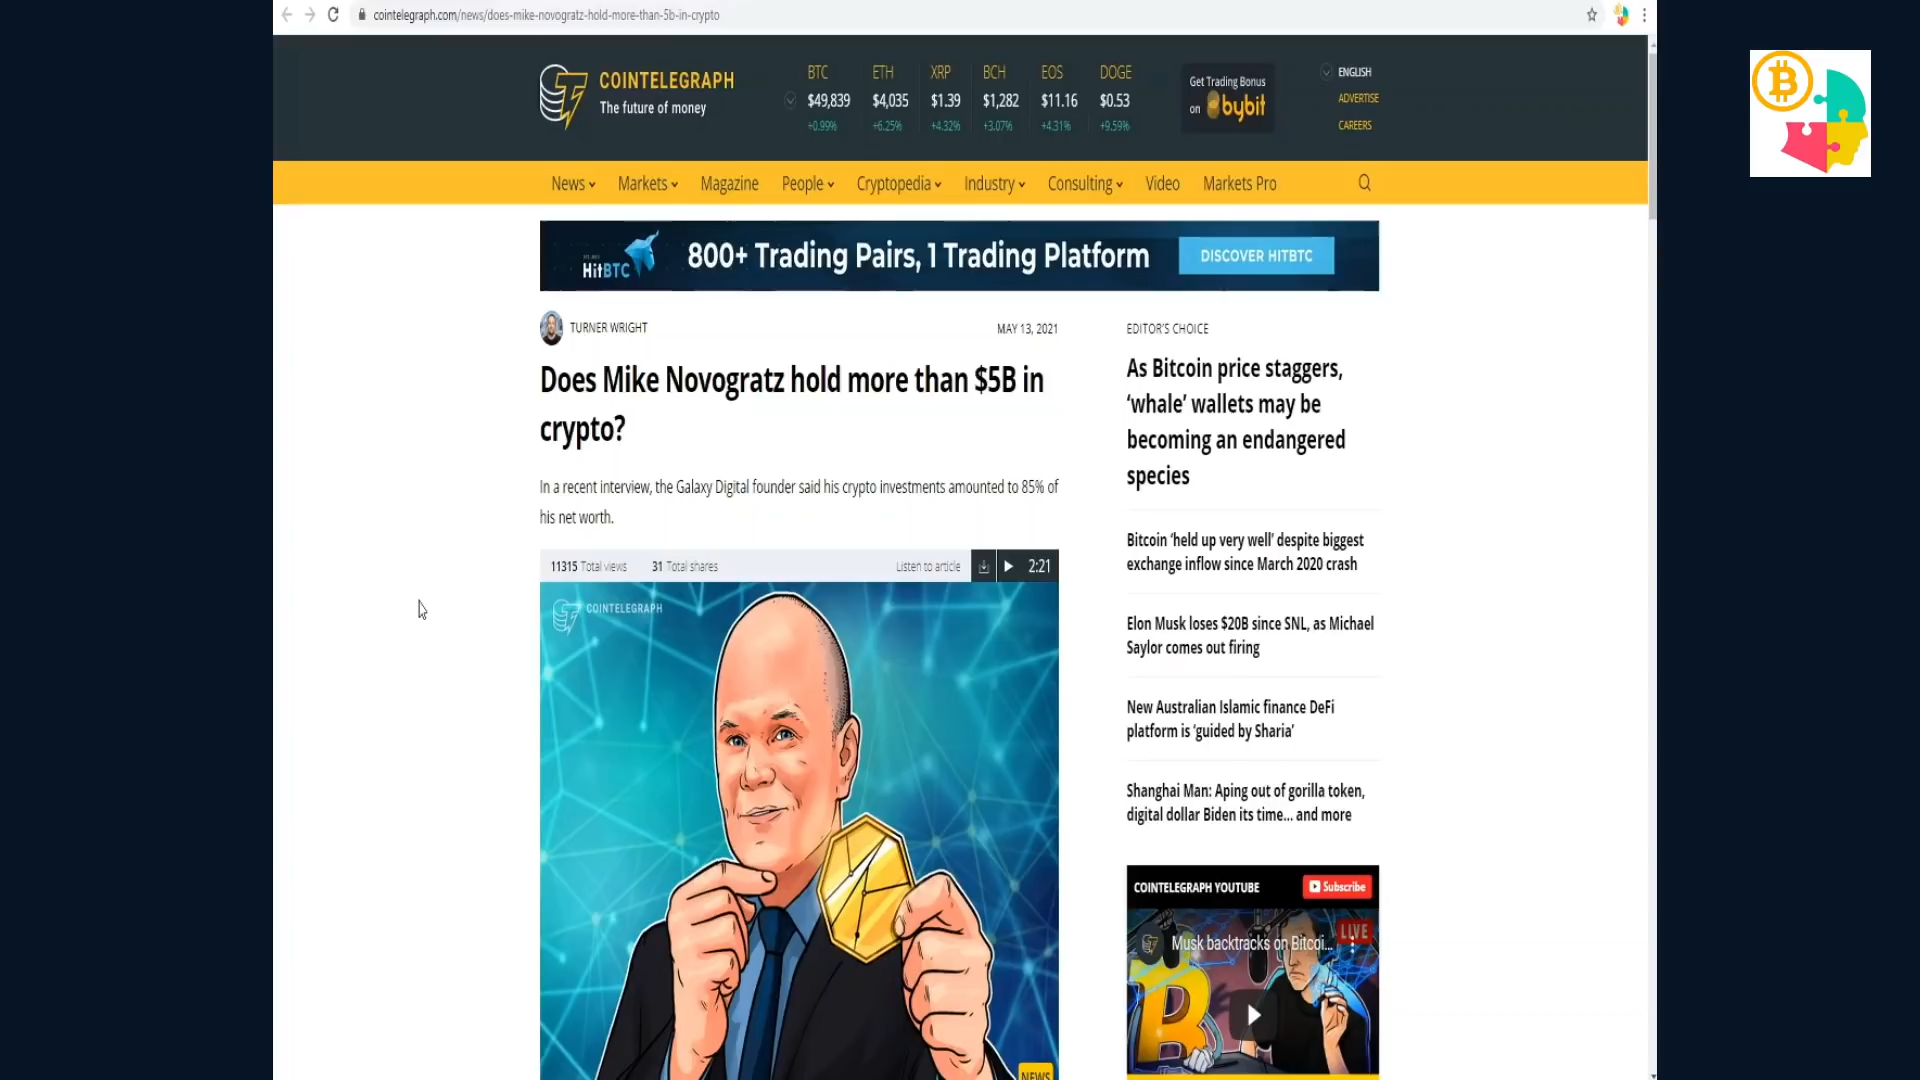 cointelegraph.com/news/does-mike-novogratz-hold-more-than-5b-in-crypto
COINTELEGRAPH
The future of money
BTC ETH XRP BCH EOS DOGE
$49,839 $4,035 $1.39 $1,282 $11.16 $0.53
+0.99% +6.25% +4.32% +3.07% +4.31% +9.59%
Get Trading Bonus
on bybit
ENGLISH
ADVERTISE
CAREERS
News Markets Magazine People Cryptopedia Industry Consulting Video Markets Pro
HitBTC 800+ Trading Pairs, 1 Trading Platform DISCOVER HITBTC
TURNER WRIGHT MAY 13, 2021
Does Mike Novogratz hold more than $5B in
crypto?
In a recent interview, the Galaxy Digital founder said his crypto investments amounted to 85% of
his net worth.
11315 Total views 31 Total shares Listen to article 2:21
COINTELEGRAPH
NEWS
EDITOR'S CHOICE
As Bitcoin price staggers,
‘whale’ wallets may be
becoming an endangered
species
Bitcoin ‘held up very well’ despite biggest
exchange inflow since March 2020 crash
Elon Musk loses $20B since SNL, as Michael
Saylor comes out firing
New Australian Islamic finance DeFi
platform is ‘guided by Sharia’
Shanghai Man: Aping out of gorilla token,
digital dollar Biden its time... and more
COINTELEGRAPH YOUTUBE Subscribe
Musk backtracks on Bitcoi...
LIVE